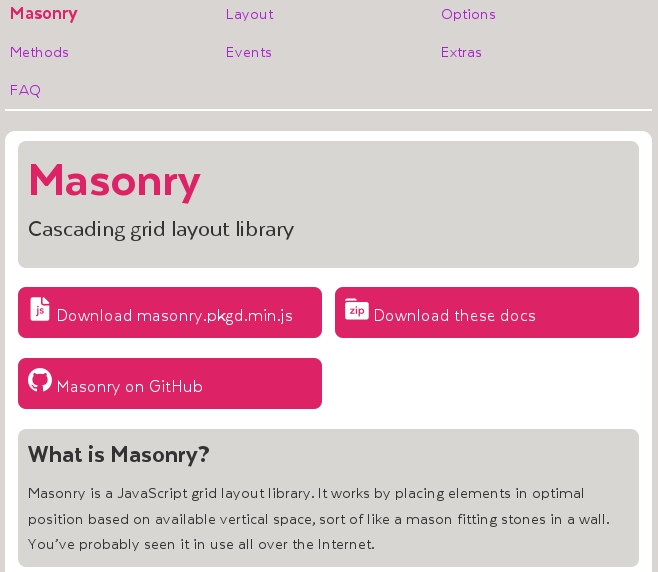 Masonry Layout Options
Methods Events Extras
FAQ
Masonry
Cascading grid layout library
js Download masonry.pkgd.min.js zip Download these docs
Masonry on GitHub
What is Masonry?
Masonry is a JavaScript grid layout library. It works by placing elements in optimal
position based on available vertical space, sort of like a mason fitting stones in a wall.
You’ve probably seen it in use all over the Internet.